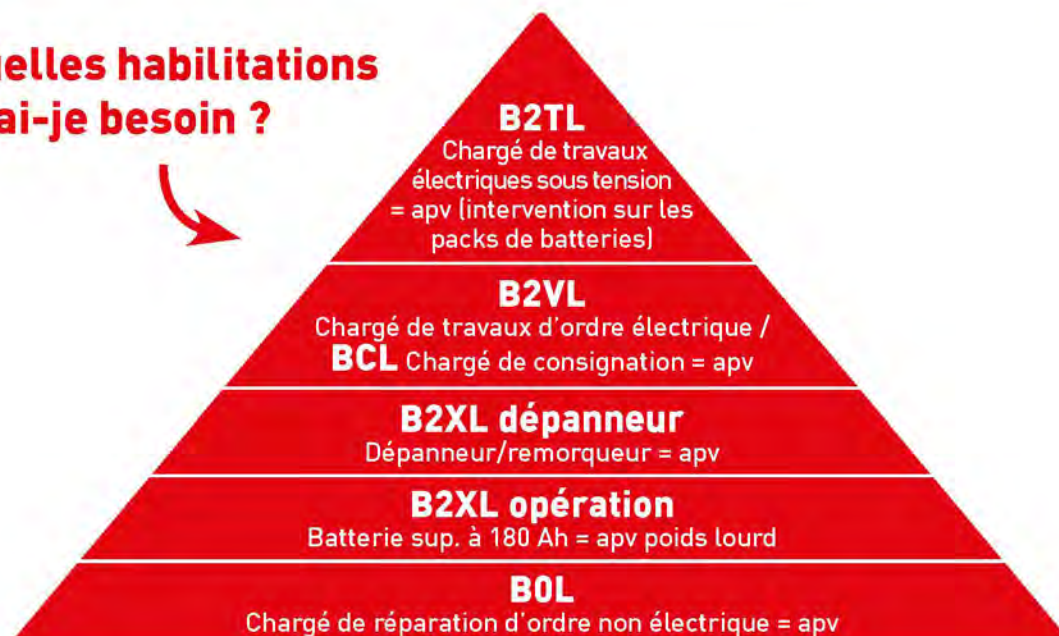 elles habilitations
ai-je besoin ?
B2TL
Chargé de travaux
électriques sous tension
= apv (intervention sur les
packs de batteries)
B2VL
Chargé de travaux d'ordre électrique /
BCL Chargé de consignation = apv
B2XL dépanneur
Dépanneur/remorqueur = apv
B2XL opération
Batterie sup. à 180 Ah = apv poids lourd
B0L
Chargé de réparation d'ordre non électrique = apv